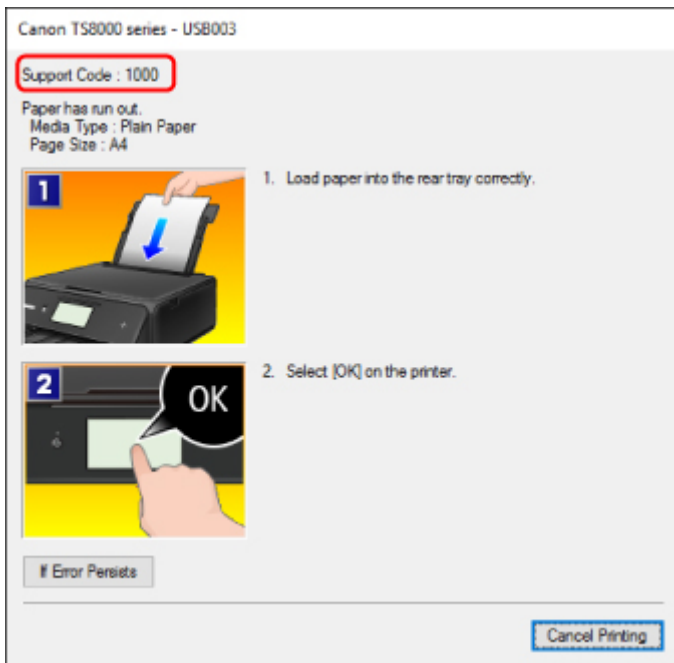 Canon TS8000 series - USB003
Support Code : 1000
Paper has run out.
Media Type : Plain Paper
Page Size : A4
1
1. Load paper into the rear tray correctly.
2
OK
2. Select [OK] on the printer.
If Error Persists
Cancel Printing